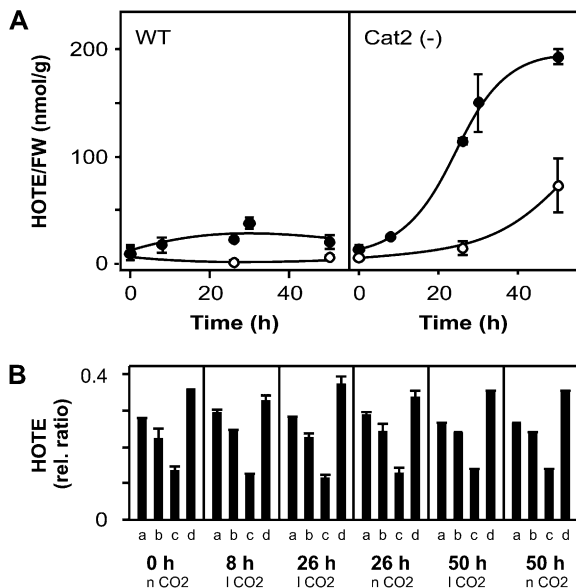 A
WT
Cat2 (-)
HOTE/FW (nmol/g)
200
100
0
0 20 40 0 20 40
Time (h) Time (h)
B
HOTE
(rel. ratio)
0.4
0
a b c d a b c d a b c d a b c d a b c d a b c d
0 h 8 h 26 h 26 h 50 h 50 h
n CO2 l CO2 l CO2 n CO2 l CO2 n CO2